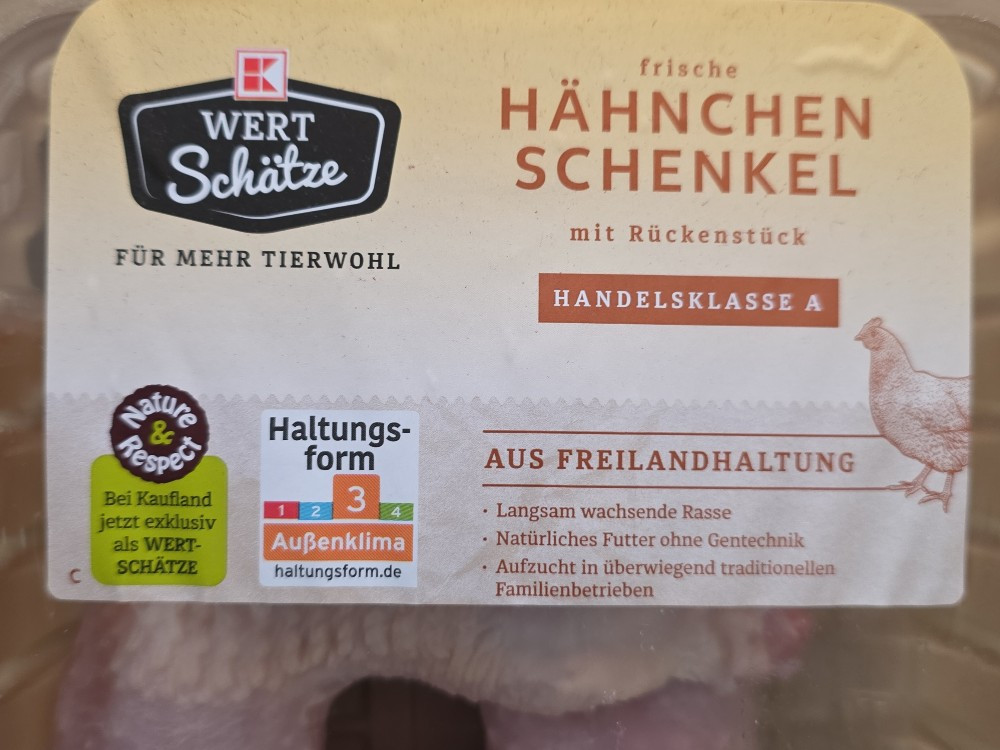 K
WERT
Schätze
FÜR MEHR TIERWOHL
frische
HÄHNCHEN
SCHENKEL
mit Rückenstück
HANDELSKLASSE A
Nature
&
Respect
Bei Kaufland
jetzt exklusiv
als WERT-
SCHÄTZE
C
Haltungs-
form
1 2 3 4
Außenklima
haltungsform.de
AUS FREILANDHALTUNG
· Langsam wachsende Rasse
· Natürliches Futter ohne Gentechnik
· Aufzucht in überwiegend traditionellen
Familienbetrieben